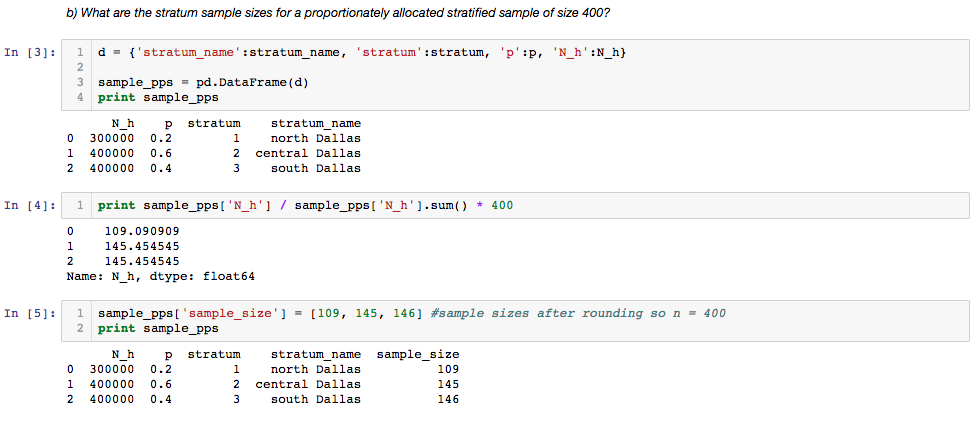 b) What are the stratum sample sizes for a proportionately allocated stratified sample of size 400?
In [3]: 1 d = {'stratum_name':stratum_name, 'stratum':stratum, 'p':p, 'N_h':N_h}
2
3 sample_pps = pd.DataFrame(d)
4 print sample_pps
N_h p stratum stratum_name
0 300000 0.2 1 north Dallas
1 400000 0.6 2 central Dallas
2 400000 0.4 3 south Dallas
In [4]: 1 print sample_pps['N_h'] / sample_pps['N_h'].sum() * 400
0 109.090909
1 145.454545
2 145.454545
Name: N_h, dtype: float64
In [5]: 1 sample_pps['sample_size'] = [109, 145, 146] #sample sizes after rounding so n = 400
2 print sample_pps
N_h p stratum stratum_name sample_size
0 300000 0.2 1 north Dallas 109
1 400000 0.6 2 central Dallas 145
2 400000 0.4 3 south Dallas 146